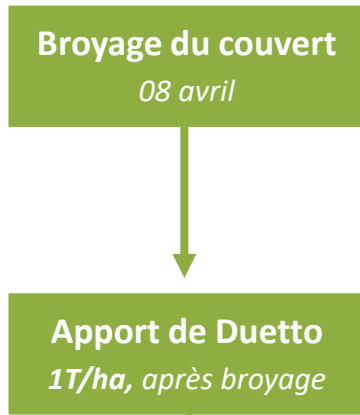 Broyage du couvert
08 avril
Apport de Duetto
1T/ha, après broyage